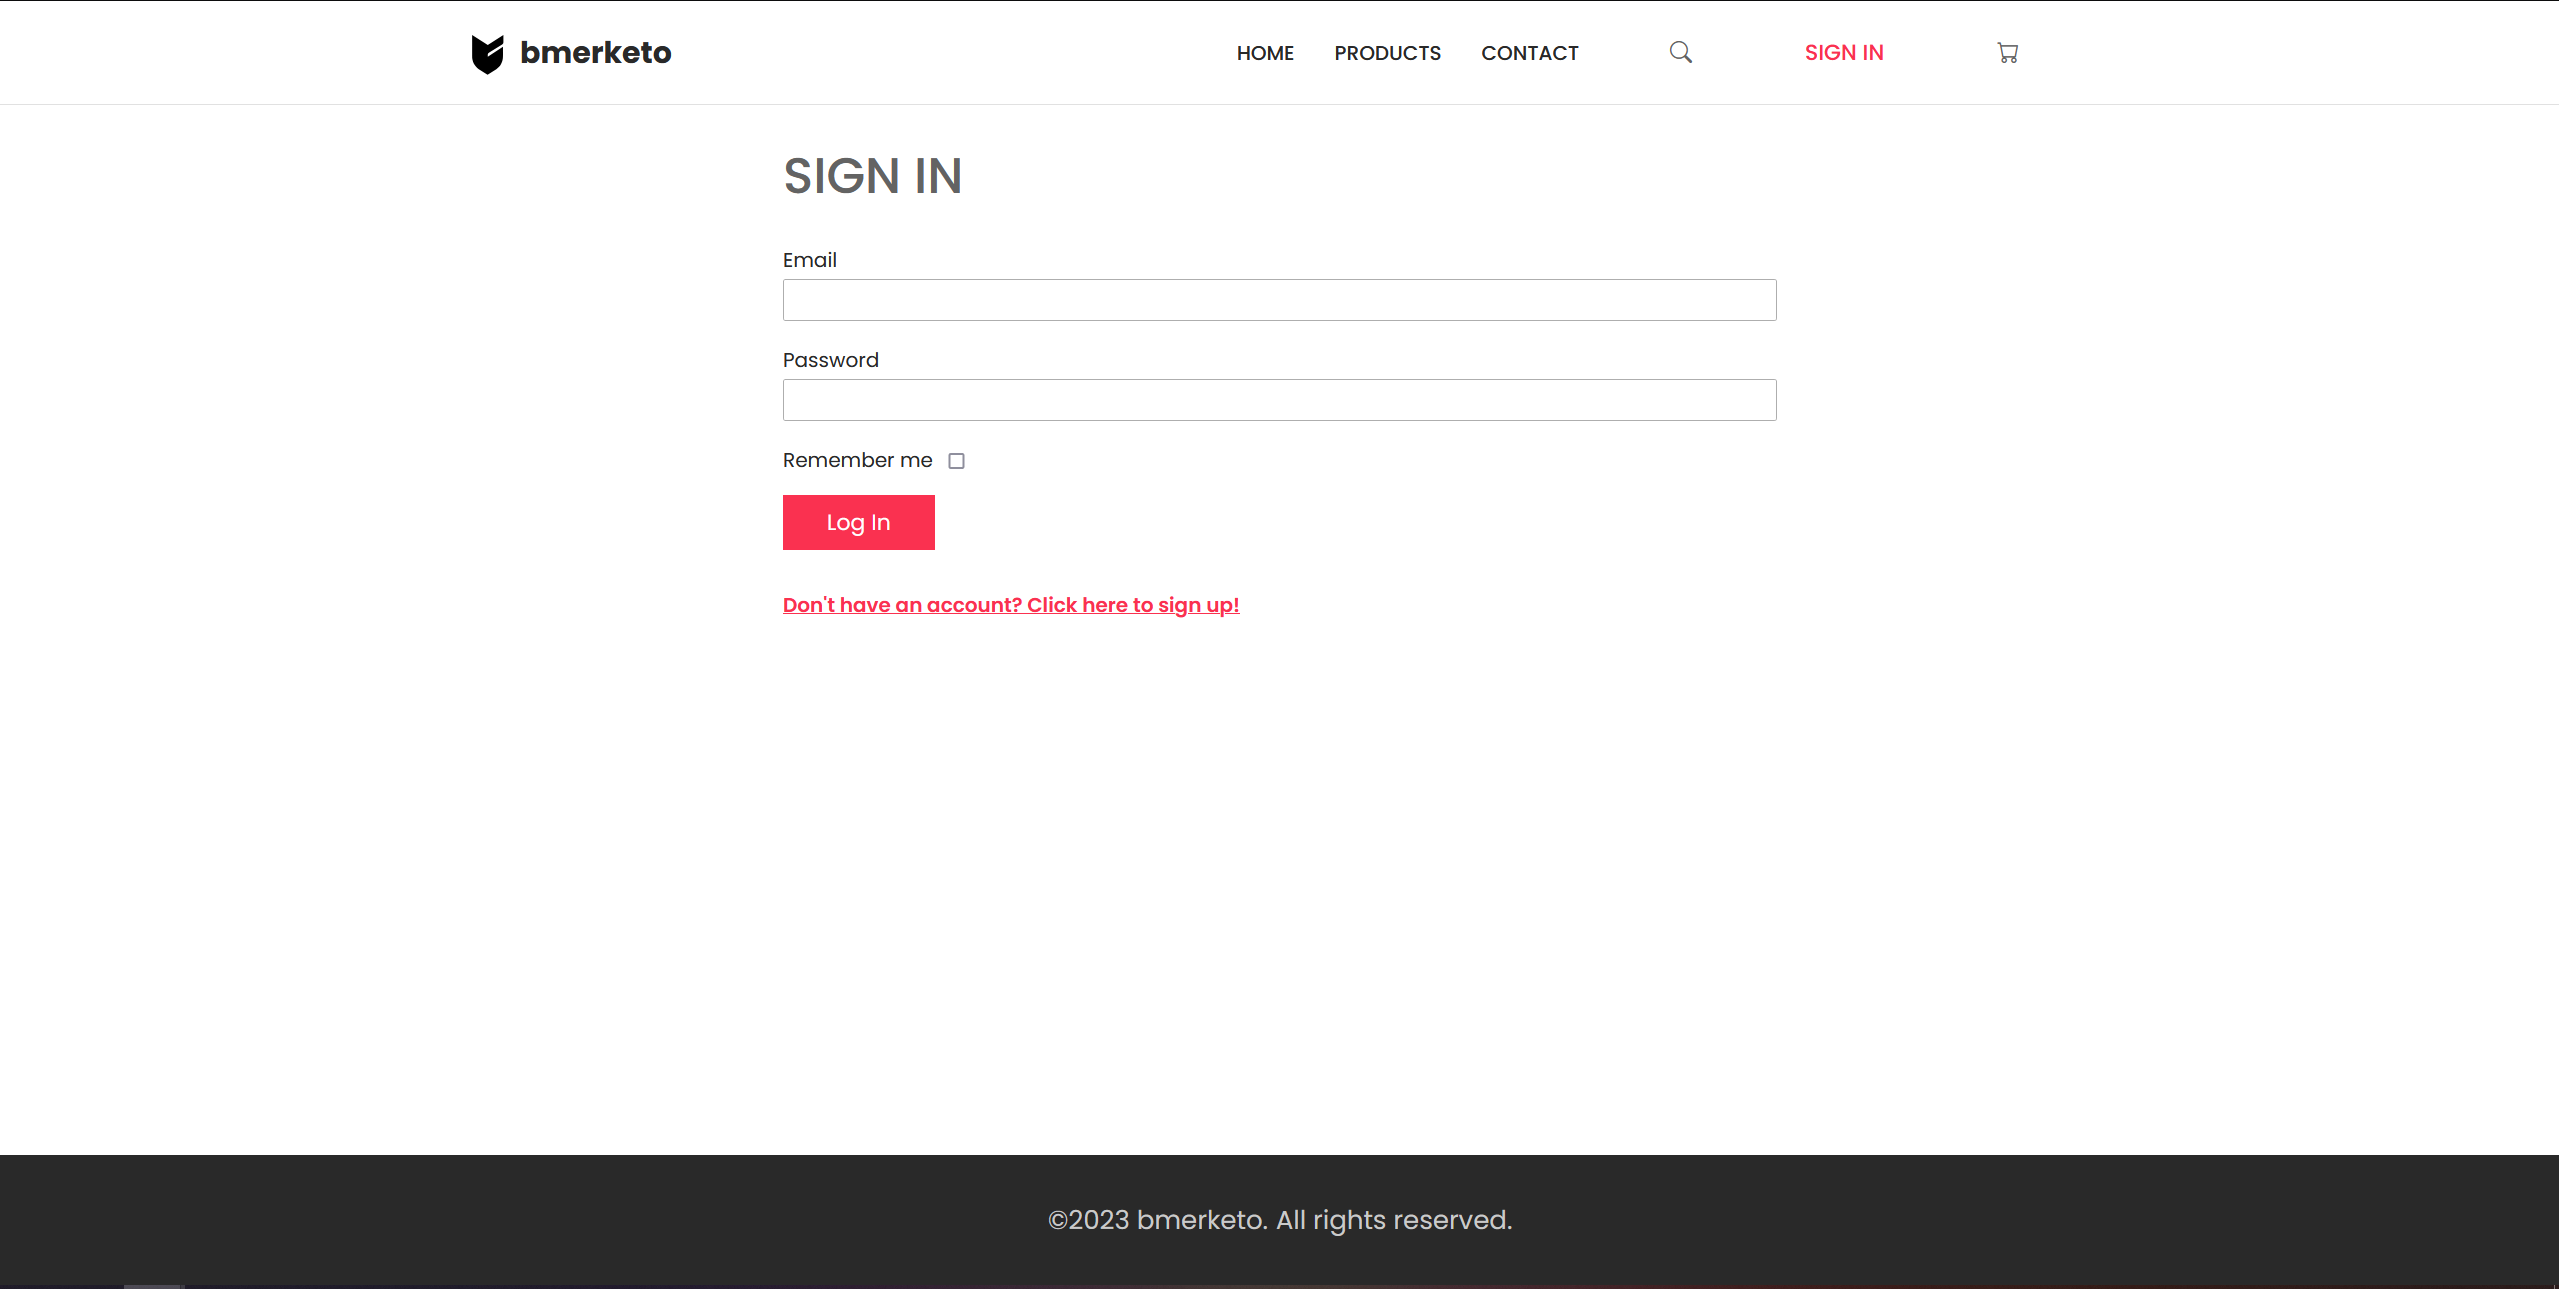 bmerketo
HOME PRODUCTS CONTACT SIGN IN
SIGN IN
Email
Password
Remember me
Log In
Don't have an account? Click here to sign up!
©2023 bmerketo. All rights reserved.